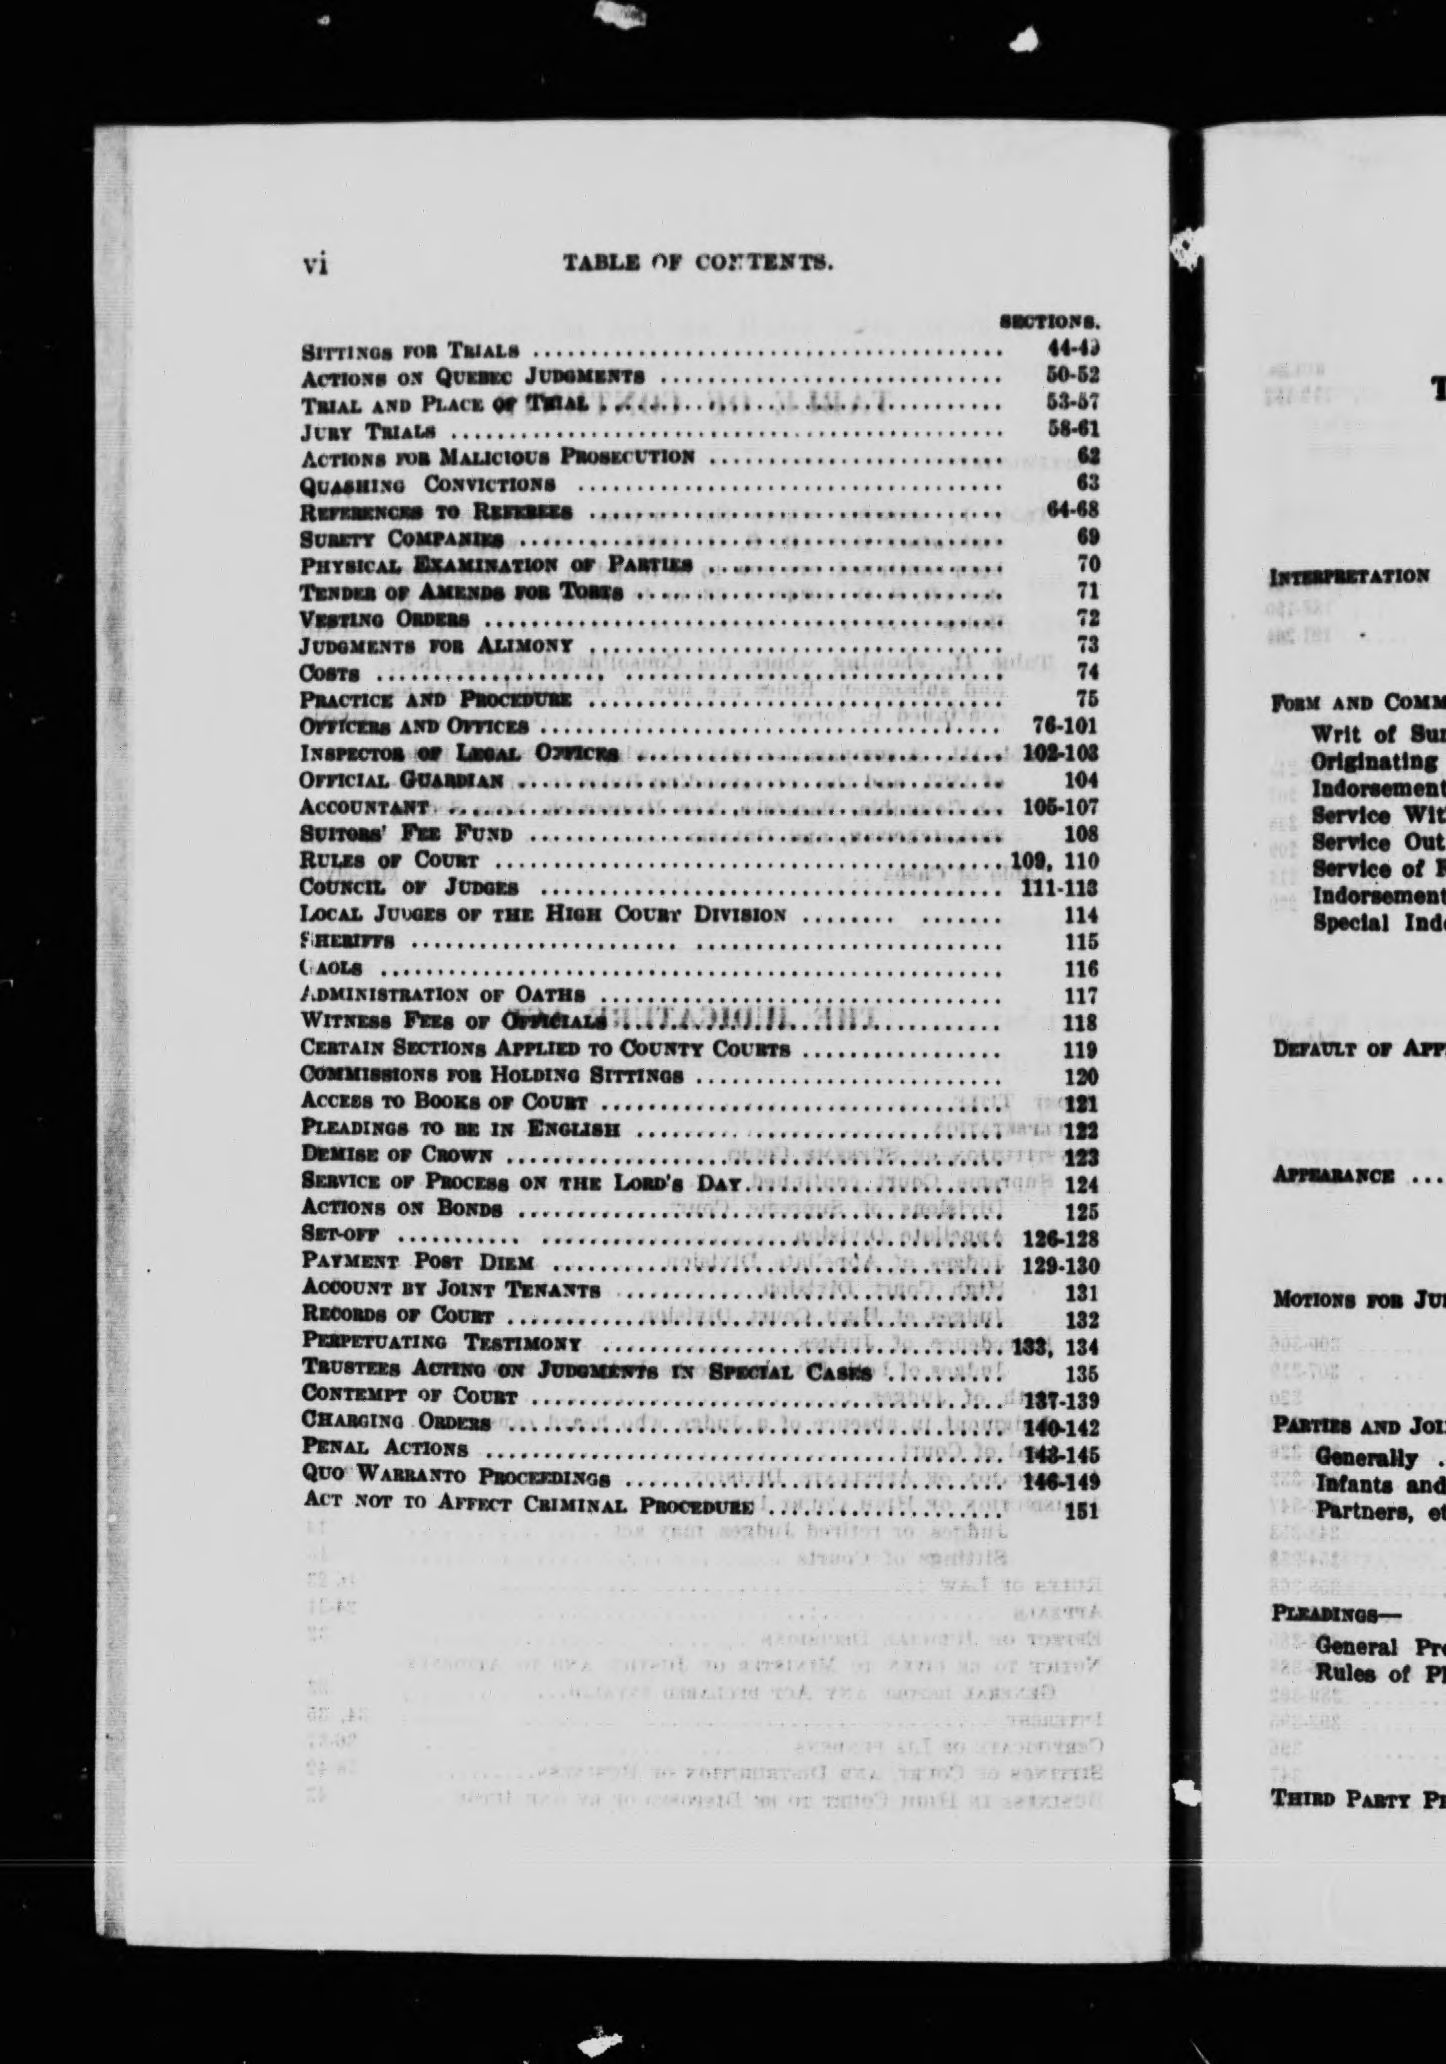 vi TABLE OF CONTENTS.
SECTIONS.
SITTINGS FOR TRIALS ........................................ 44-49
ACTIONS ON QUEBEC JUDGMENTS .............................. 50-52
TRIAL AND PLACE OF TRIAL .................................. 53-57
JURY TRIALS ............................................... 58-61
ACTIONS FOR MALICIOUS PROSECUTION ......................... 62
QUASHING CONVICTIONS .................................... 63
REFERENCES TO REFEREES ................................... 64-68
SURETY COMPANIES ......................................... 69
PHYSICAL EXAMINATION OF PARTIES ......................... 70
TENDER OF AMENDS FOR TORTS ............................... 71
VESTING ORDERS ............................................ 72
JUDGMENTS FOR ALIMONY ................................... 73
COSTS .................... ................................ 74
PRACTICE AND PROCEDURE ................................... 75
OFFICERS AND OFFICES ....................................... 76-101
INSPECTOR OF LEGAL OFFICES ............................... 102-103
OFFICIAL GUARDIAN ......................................... 104
ACCOUNTANT ............................................... 105-107
SUITORS' FEE FUND ........................................ 108
RULES OF COURT ........................................... 109, 110
COUNCIL OF JUDGES ....................................... 111-113
LOCAL JUDGES OF THE HIGH COURT DIVISION ........ ....... 114
SHERIFFS ....................... .......................... 115
GAOLS ..................................................... 116
ADMINISTRATION OF OATHS .................................. 117
WITNESS FEES OF OFFICIALS ................................ 118
CERTAIN SECTIONS APPLIED TO COUNTY COURTS ................. 119
COMMISSIONS FOR HOLDING SITTINGS .......................... 120
ACCESS TO BOOKS OF COURT .................................. 121
PLEADINGS TO BE IN ENGLISH ............................... 122
DEMISE OF CROWN .......................................... 123
SERVICE OF PROCESS ON THE LORD'S DAY...................... 124
ACTIONS ON BONDS ......................................... 125
SET-OFF ........... ....................................... 126-128
PAYMENT POST DIEM ...................................... 129-130
ACCOUNT BY JOINT TENANTS ................................. 131
RECORDS OF COURT .......................................... 132
PERPETUATING TESTIMONY .................................. 133, 134
TRUSTEES ACTING ON JUDGMENTS IN SPECIAL CASES .......... 135
CONTEMPT OF COURT ........................................ 137-139
CHARGING ORDERS .......................................... 140-142
PENAL ACTIONS ............................................ 143-145
QUO WARRANTO PROCEEDINGS ................................ 146-149
ACT NOT TO AFFECT CRIMINAL PROCEDURE .................... 151
T
INTERPRETATION
FORM AND COMM
Writ of Sum
Originating
Indorsement
Service Wit
Service Out
Service of
Indorsement
Special Inde
DEFAULT OF APP
APPEARANCE ...
MOTIONS FOR JU
PARTIES AND JOI
Generally .
Infants and
Partners, et
PLEADINGS—
General Pr
Rules of Pl
THIRD PARTY P